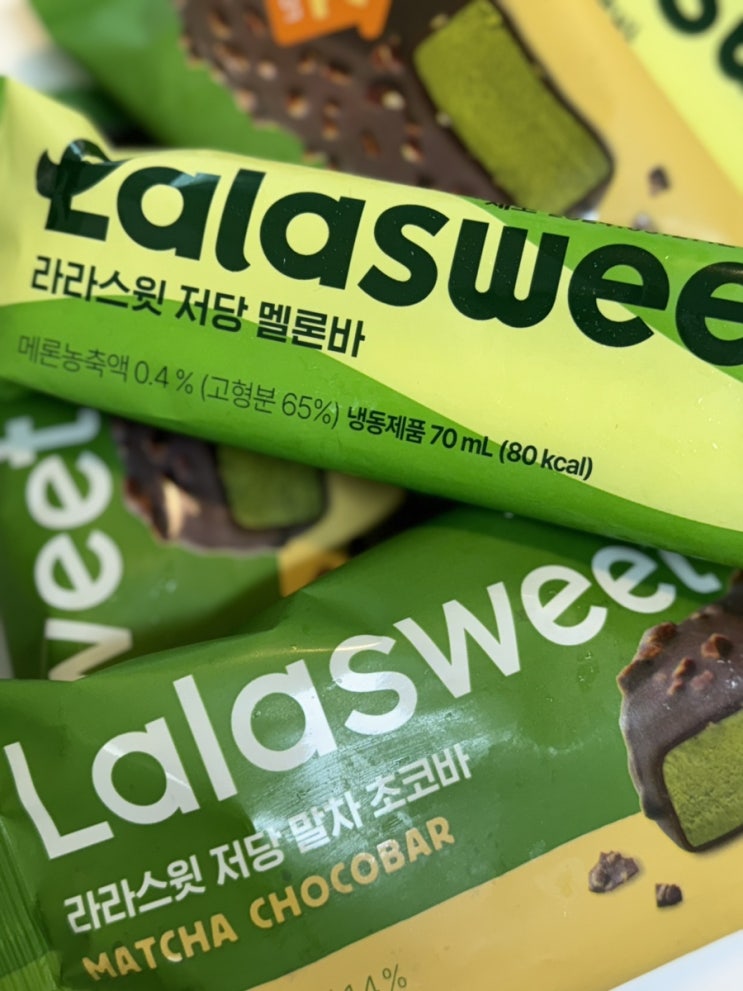 Lalaswee
라라스윗 저당 멜론바
메론농축액 0.4 % (고형분 65%) 냉동제품 70 mL (80 kcal)
weet
Lalasweet
라라스윗 저당 말차 초코바
MATCHA CHOCOBAR